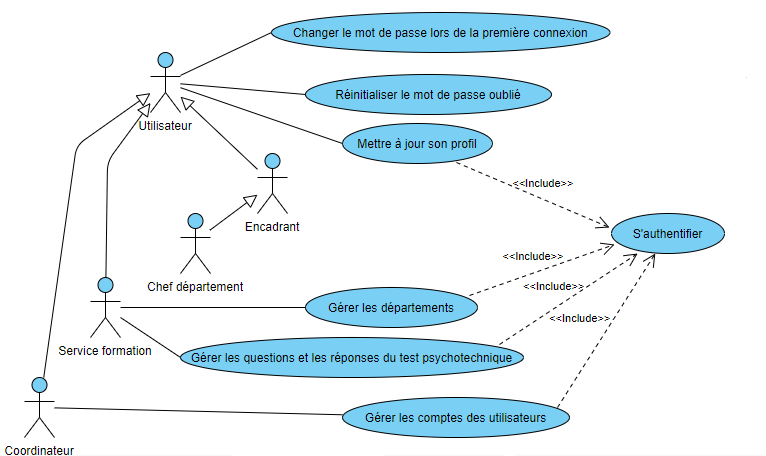 Changer le mot de passe lors de la première connexion
Réinitialiser le mot de passe oublié
Utilisateur
Mettre à jour son profil
<<Include>>
Encadrant
S'authentifier
<<Include>>
Chef département
<<Include>>
Gérer les départements
<<Include>>
Service formation
Gérer les questions et les réponses du test psychotechnique
Gérer les comptes des utilisateurs
Coordinateur